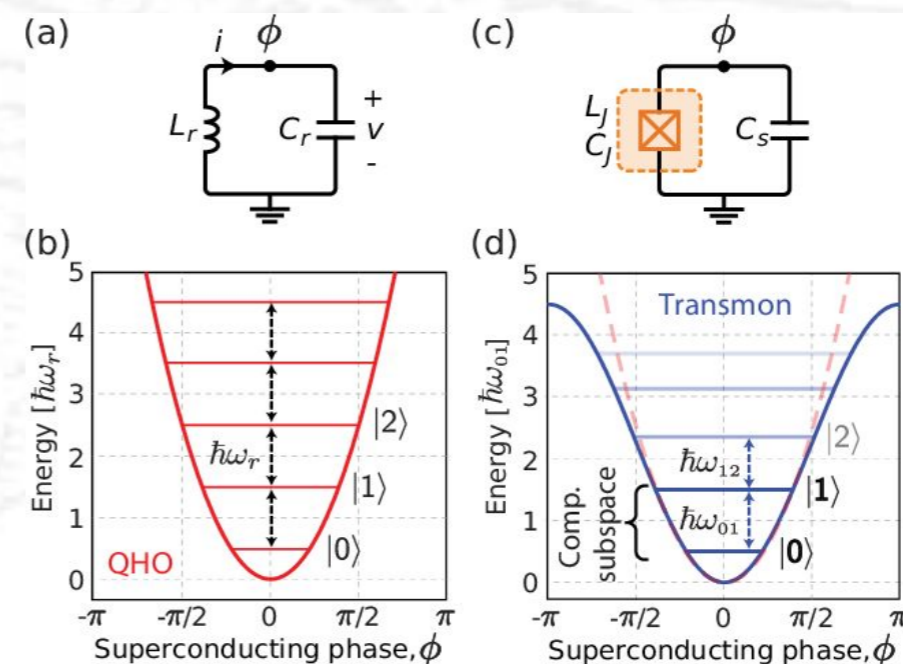 (a)
i
ϕ
L_r
C_r
+
v
-
(c)
ϕ
L_J
C_J
C_s
(b)
Energy [ℏω_r]
5
4
3
2
1
0
ℏω_r
|2⟩
|1⟩
|0⟩
QHO
-π
-π/2
0
π/2
π
Superconducting phase, ϕ
(d)
Energy [ℏω_01]
5
4
3
2
1
0
Transmon
|2⟩
ℏω_12
|1⟩
ℏω_01
|0⟩
Comp.
subspace
-π
-π/2
0
π/2
π
Superconducting phase, ϕ